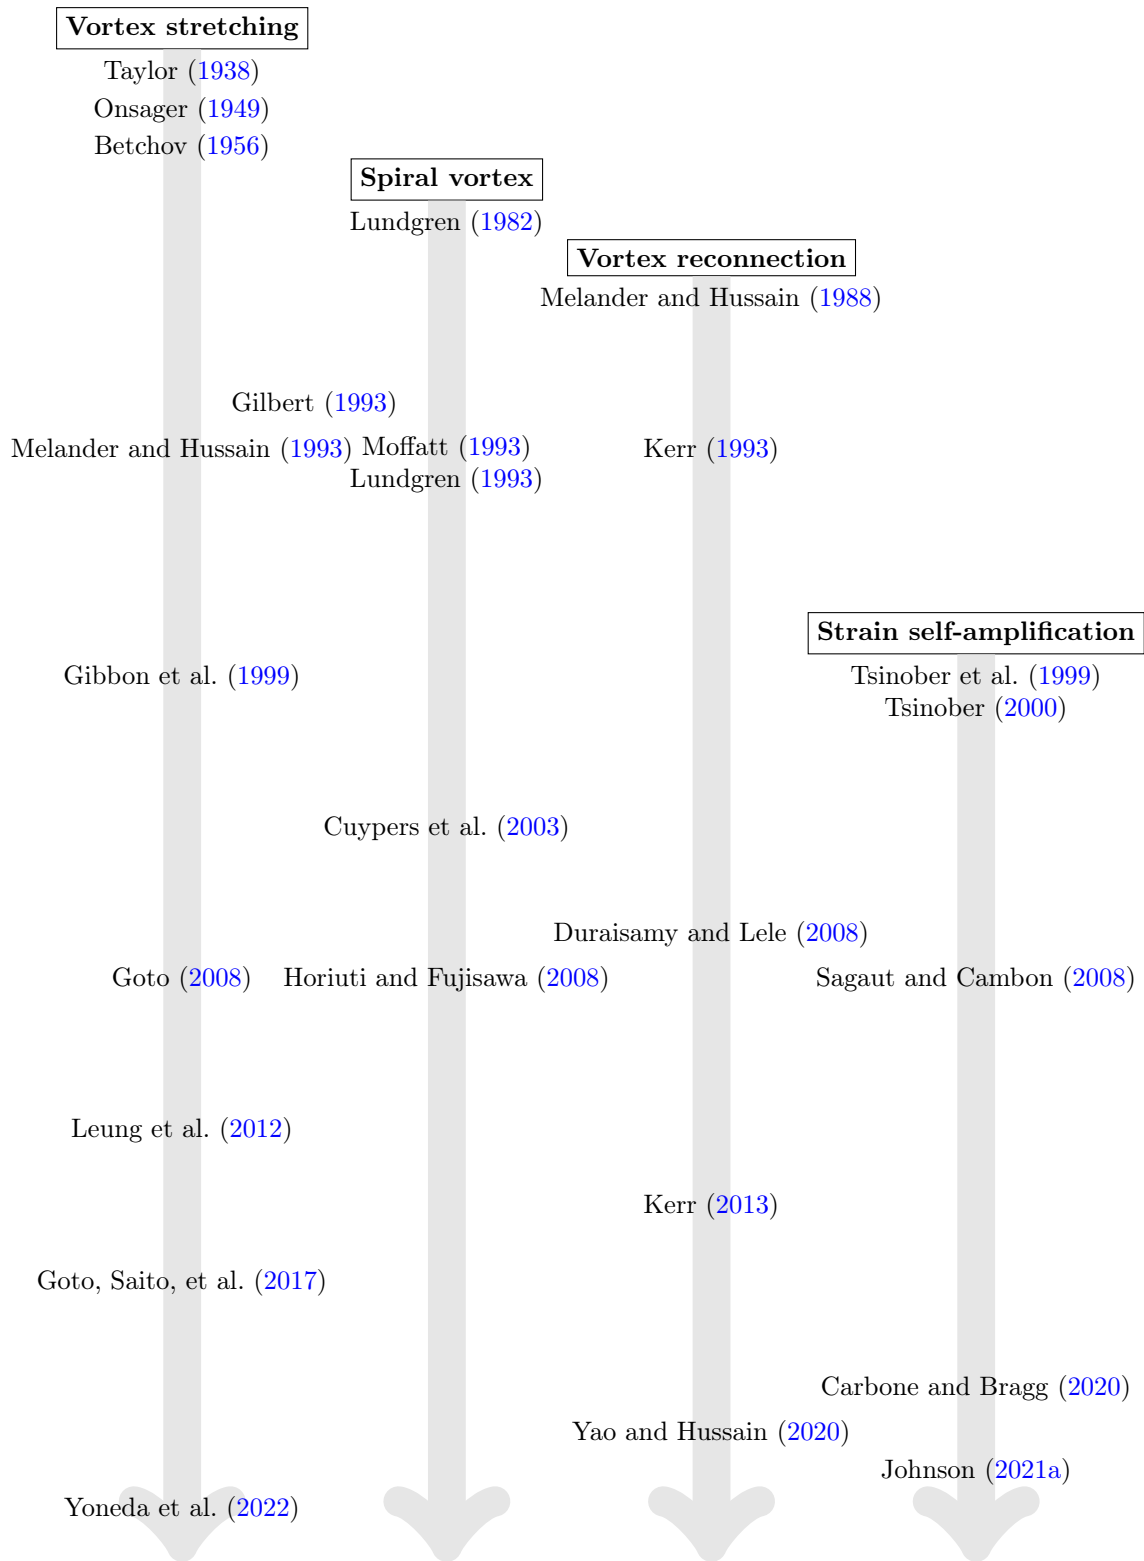 Vortex stretching
Taylor (1938)
Onsager (1949)
Betchov (1956)
Spiral vortex
Lundgren (1982)
Vortex reconnection
Melander and Hussain (1988)
Gilbert (1993)
Melander and Hussain (1993)
Moffatt (1993)
Kerr (1993)
Lundgren (1993)
Strain self-amplification
Gibbon et al. (1999)
Tsinober et al. (1999)
Tsinober (2000)
Cuypers et al. (2003)
Duraisamy and Lele (2008)
Goto (2008)
Horiuti and Fujisawa (2008)
Sagaut and Cambon (2008)
Leung et al. (2012)
Kerr (2013)
Goto, Saito, et al. (2017)
Carbone and Bragg (2020)
Yao and Hussain (2020)
Johnson (2021a)
Yoneda et al. (2022)